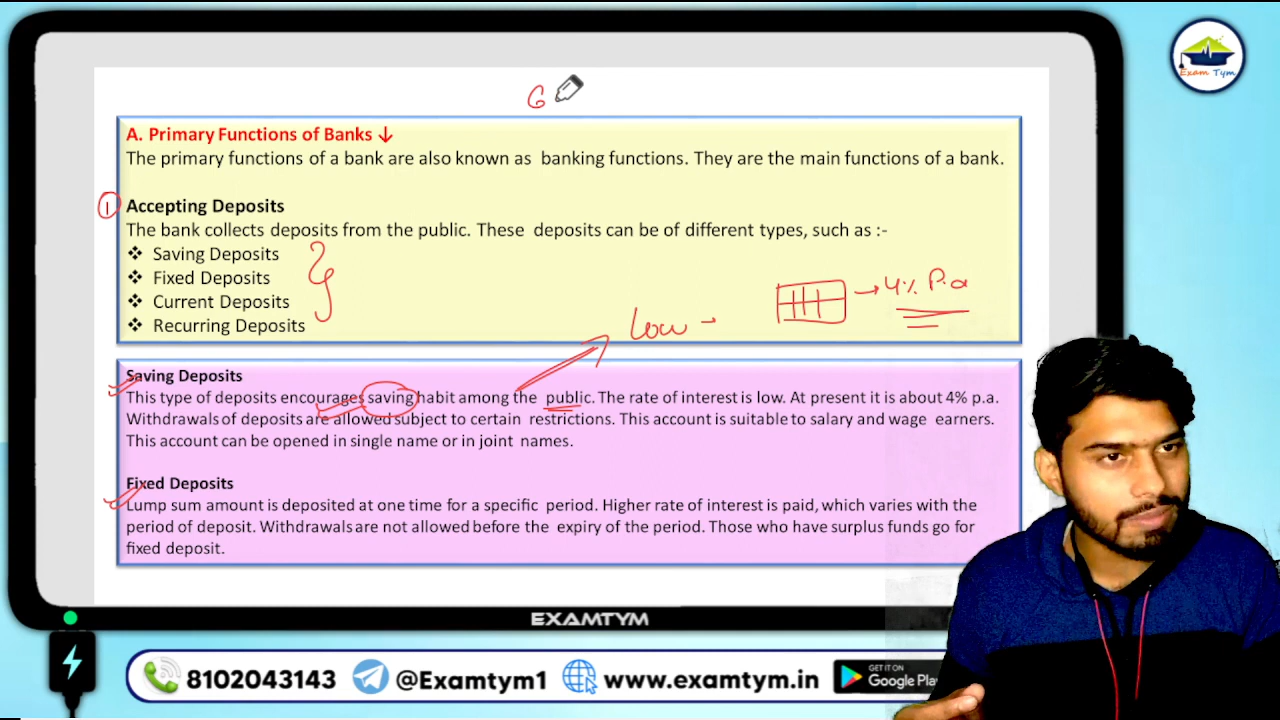 Exam Tym
6
A. Primary Functions of Banks ↓
The primary functions of a bank are also known as banking functions. They are the main functions of a bank.
1 Accepting Deposits
The bank collects deposits from the public. These deposits can be of different types, such as :-
❖ Saving Deposits
❖ Fixed Deposits
❖ Current Deposits
❖ Recurring Deposits
→ 4% P.a
Low -
Saving Deposits
This type of deposits encourages saving habit among the public. The rate of interest is low. At present it is about 4% p.a.
Withdrawals of deposits are allowed subject to certain restrictions. This account is suitable to salary and wage earners.
This account can be opened in single name or in joint names.
Fixed Deposits
Lump sum amount is deposited at one time for a specific period. Higher rate of interest is paid, which varies with the
period of deposit. Withdrawals are not allowed before the expiry of the period. Those who have surplus funds go for
fixed deposit.
EXAMTYM
8102043143 @Examtym1 www.examtym.in GET IT ON
Google Pla